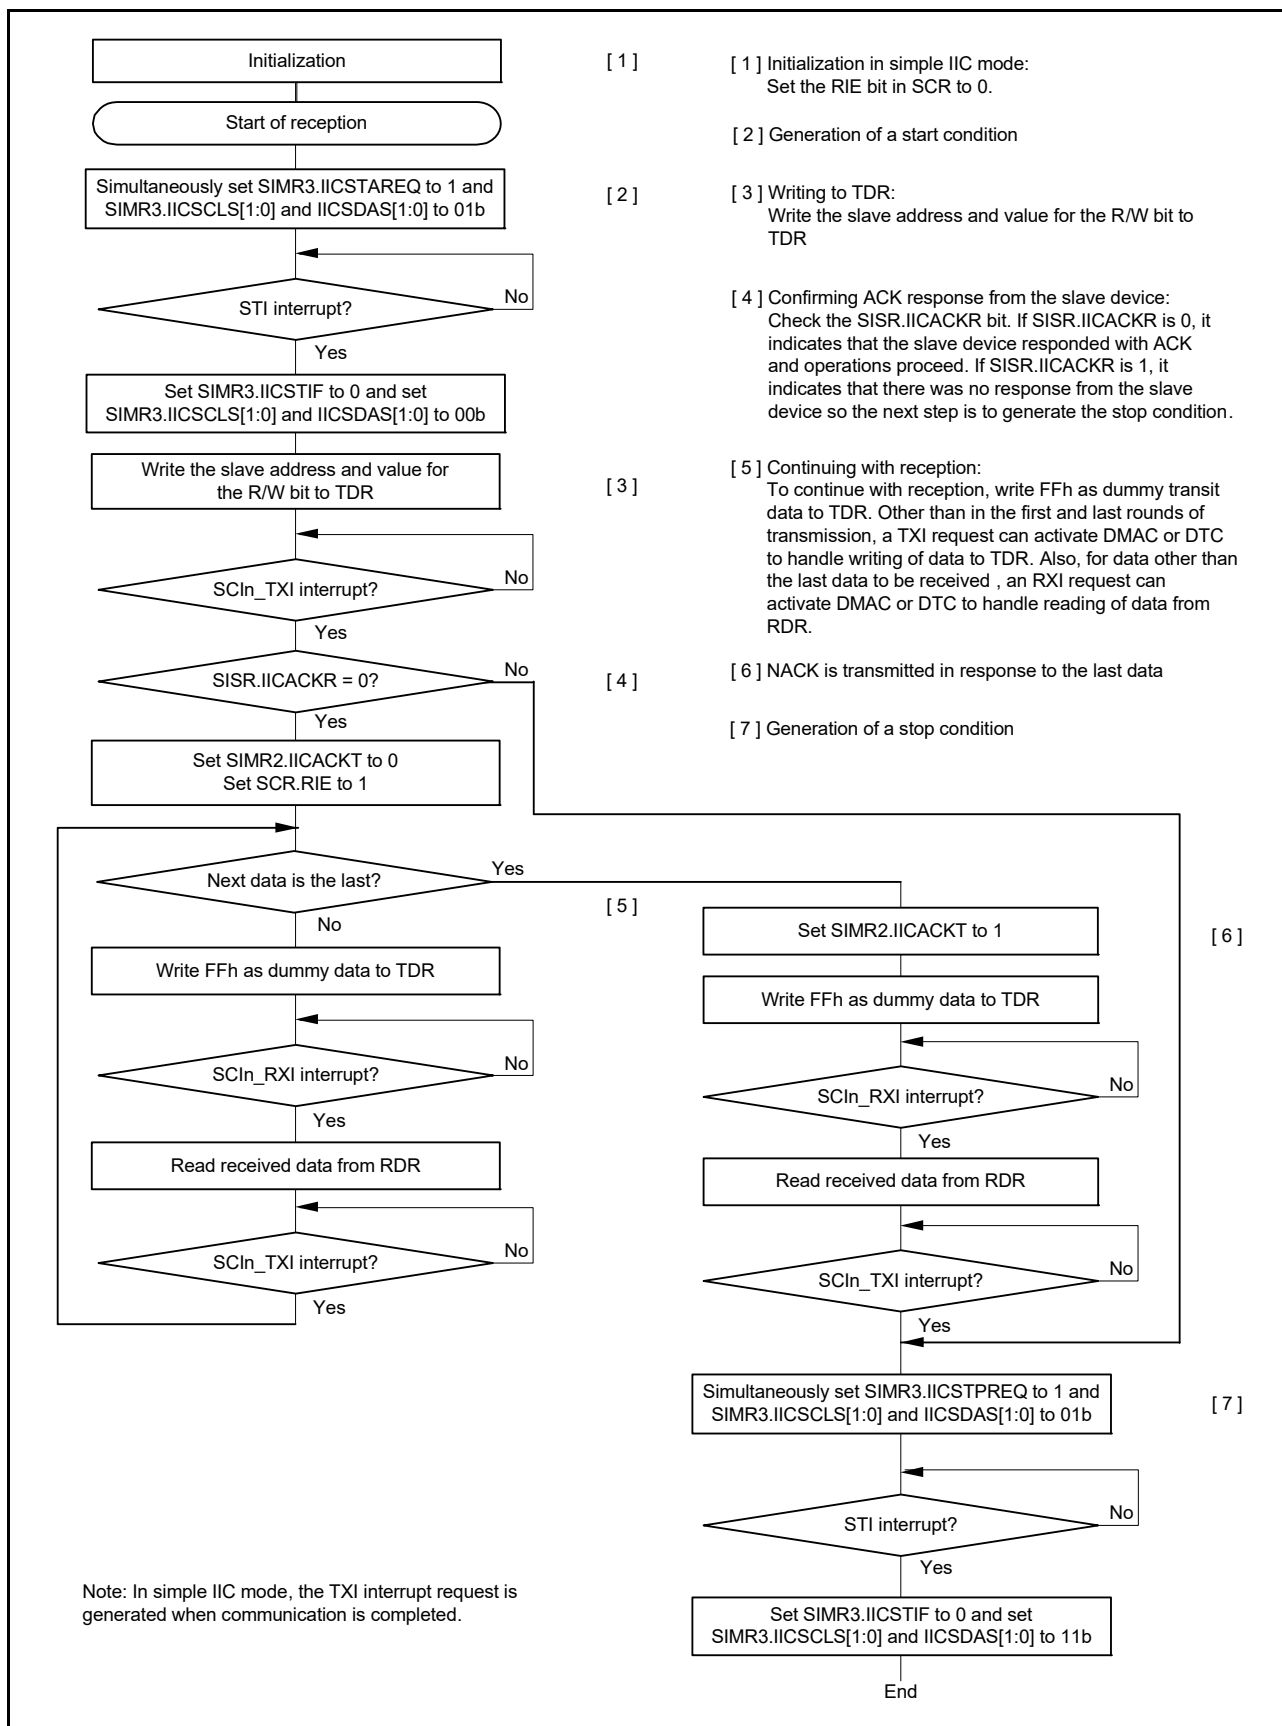 Initialization
[ 1 ]
Start of reception
Simultaneously set SIMR3.IICSTAREQ to 1 and
SIMR3.IICSCLS[1:0] and IICSDAS[1:0] to 01b
[ 2 ]
STI interrupt?
No
Yes
Set SIMR3.IICSTIF to 0 and set
SIMR3.IICSCLS[1:0] and IICSDAS[1:0] to 00b
Write the slave address and value for
the R/W bit to TDR
[ 3 ]
SCIn_TXI interrupt?
No
Yes
SISR.IICACKR = 0?
No
[ 4 ]
Yes
Set SIMR2.IICACKT to 0
Set SCR.RIE to 1
Next data is the last?
Yes
[ 5 ]
No
Write FFh as dummy data to TDR
SCIn_RXI interrupt?
No
Yes
Read received data from RDR
SCIn_TXI interrupt?
No
Yes
[ 1 ] Initialization in simple IIC mode:
Set the RIE bit in SCR to 0.
[ 2 ] Generation of a start condition
[ 3 ] Writing to TDR:
Write the slave address and value for the R/W bit to
TDR
[ 4 ] Confirming ACK response from the slave device:
Check the SISR.IICACKR bit. If SISR.IICACKR is 0, it
indicates that the slave device responded with ACK
and operations proceed. If SISR.IICACKR is 1, it
indicates that there was no response from the slave
device so the next step is to generate the stop condition.
[ 5 ] Continuing with reception:
To continue with reception, write FFh as dummy transit
data to TDR. Other than in the first and last rounds of
transmission, a TXI request can activate DMAC or DTC
to handle writing of data to TDR. Also, for data other than
the last data to be received , an RXI request can
activate DMAC or DTC to handle reading of data from
RDR.
[ 6 ] NACK is transmitted in response to the last data
[ 7 ] Generation of a stop condition
Set SIMR2.IICACKT to 1
[ 6 ]
Write FFh as dummy data to TDR
SCIn_RXI interrupt?
No
Yes
Read received data from RDR
SCIn_TXI interrupt?
No
Yes
Simultaneously set SIMR3.IICSTPREQ to 1 and
SIMR3.IICSCLS[1:0] and IICSDAS[1:0] to 01b
[ 7 ]
STI interrupt?
No
Yes
Set SIMR3.IICSTIF to 0 and set
SIMR3.IICSCLS[1:0] and IICSDAS[1:0] to 11b
End
Note: In simple IIC mode, the TXI interrupt request is
generated when communication is completed.